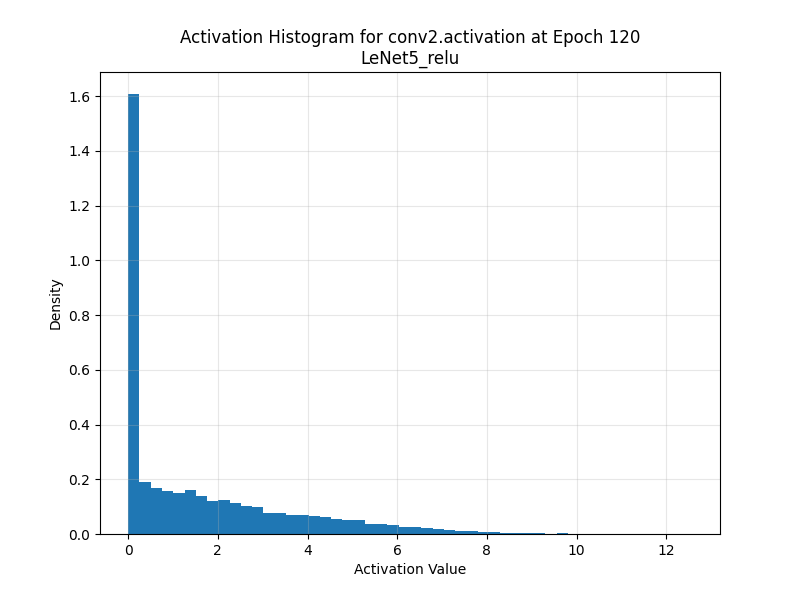 Activation Histogram for conv2.activation at Epoch 120
LeNet5_relu
1.6
1.4
1.2
1.0
0.8
0.6
0.4
0.2
0.0
Density
0 2 4 6 8 10 12
Activation Value